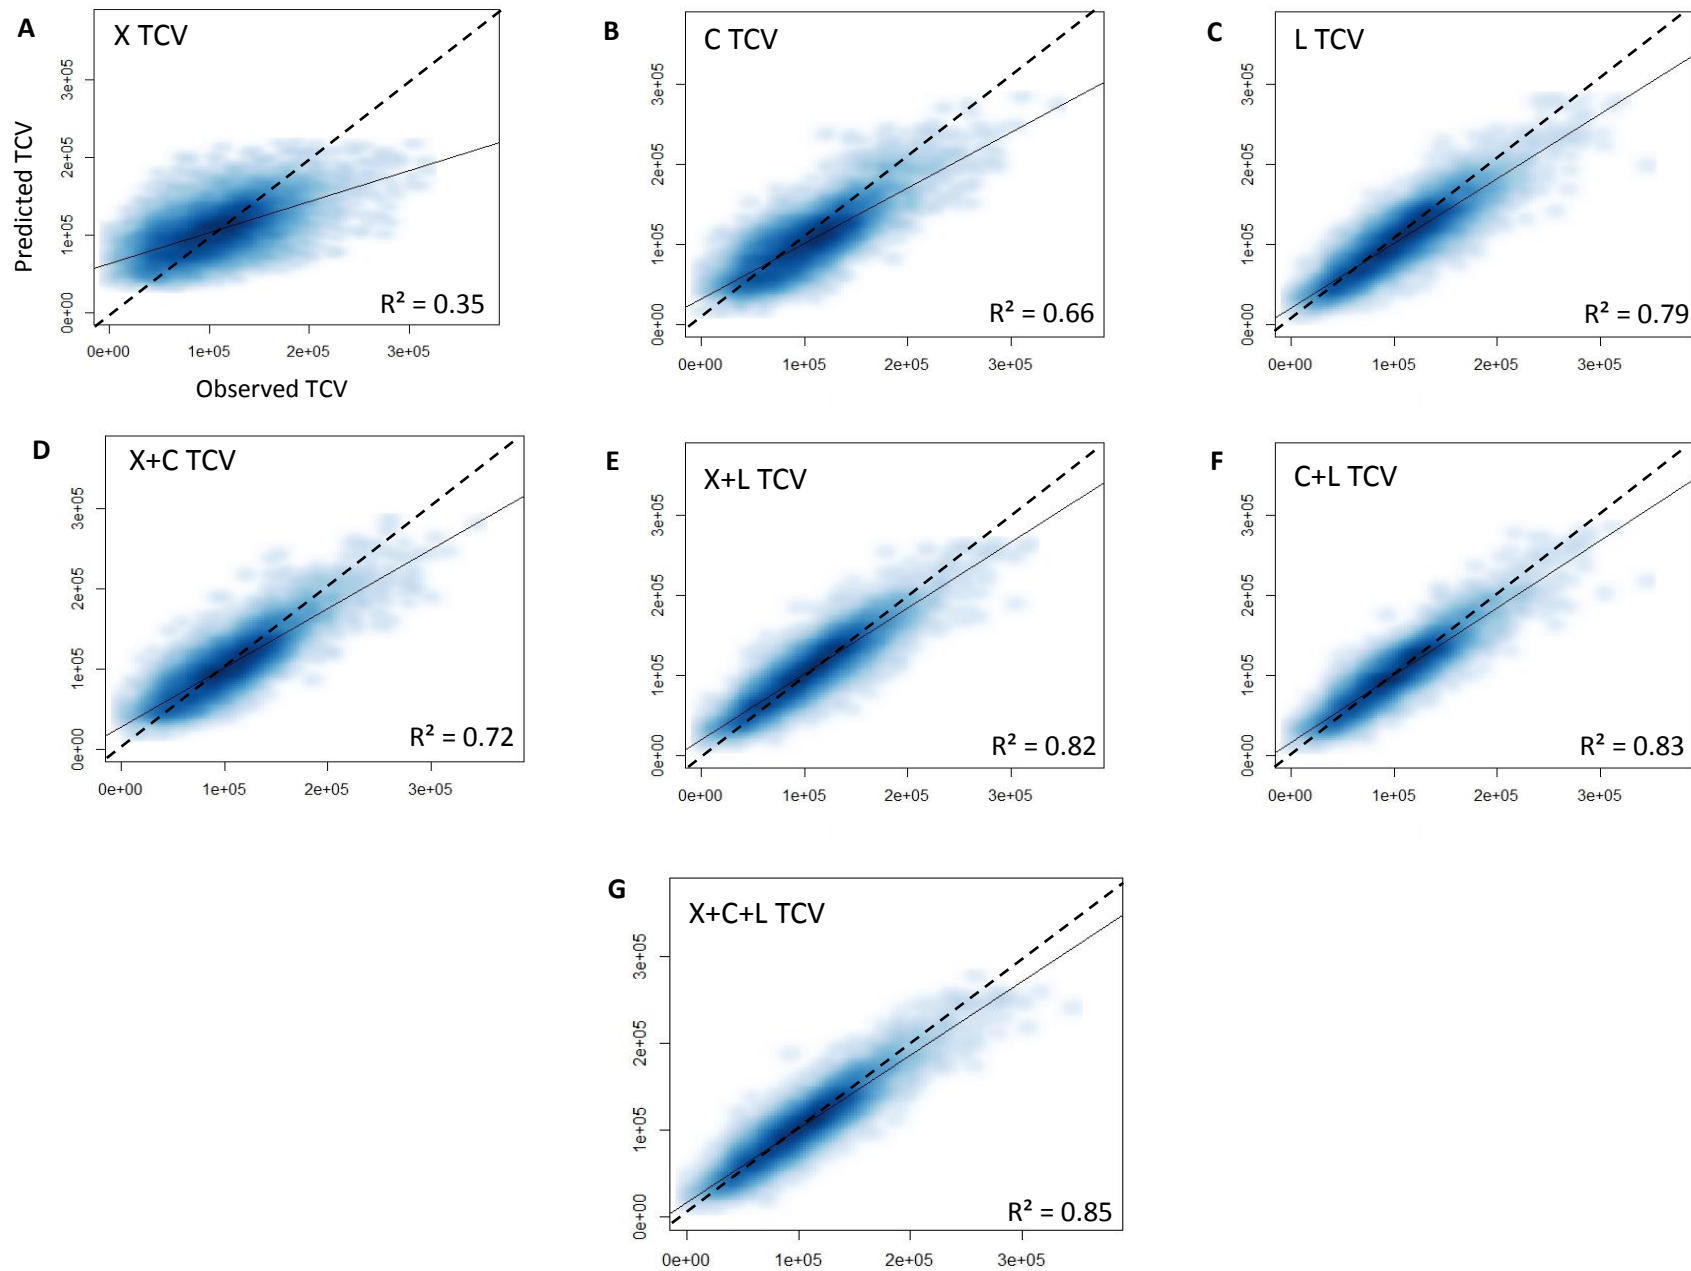 A
X TCV
3e+05
2e+05
1e+05
0e+00
Predicted TCV
R² = 0.35
0e+00 1e+05 2e+05 3e+05
Observed TCV
B
C TCV
3e+05
2e+05
1e+05
0e+00
R² = 0.66
0e+00 1e+05 2e+05 3e+05
C
L TCV
3e+05
2e+05
1e+05
0e+00
R² = 0.79
0e+00 1e+05 2e+05 3e+05
D
X+C TCV
3e+05
2e+05
1e+05
0e+00
R² = 0.72
0e+00 1e+05 2e+05 3e+05
E
X+L TCV
3e+05
2e+05
1e+05
0e+00
R² = 0.82
0e+00 1e+05 2e+05 3e+05
F
C+L TCV
3e+05
2e+05
1e+05
0e+00
R² = 0.83
0e+00 1e+05 2e+05 3e+05
G
X+C+L TCV
3e+05
2e+05
1e+05
0e+00
R² = 0.85
0e+00 1e+05 2e+05 3e+05